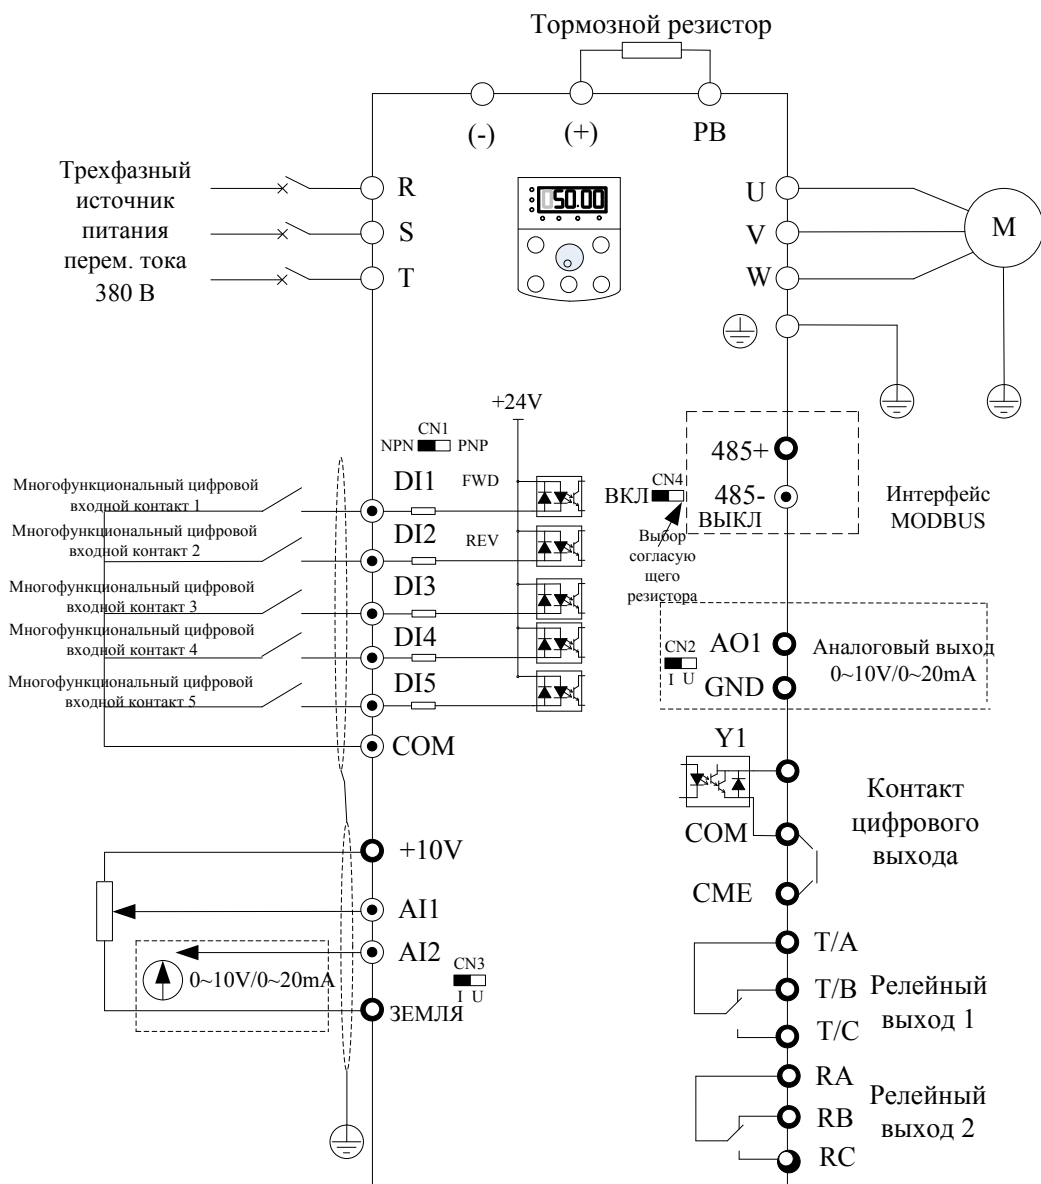 Тормозной резистор
(-)
(+)
PB
Трехфазный
источник
питания
перем. тока
380 В
R
S
T
050.00
U
V
W
M
+24V
CN1
NPN
PNP
Многофункциональный цифровой
входной контакт 1
DI1
FWD
Многофункциональный цифровой
входной контакт 2
DI2
REV
Многофункциональный цифровой
входной контакт 3
DI3
Многофункциональный цифровой
входной контакт 4
DI4
Многофункциональный цифровой
входной контакт 5
DI5
COM
485+
CN4
ВКЛ
485-
ВЫКЛ
Выбор
согласую
щего
резистора
Интерфейс
MODBUS
AO1
CN2
I U
GND
Аналоговый выход
0~10V/0~20mA
Y1
COM
CME
Контакт
цифрового
выхода
+10V
AI1
AI2
0~10V/0~20mA
CN3
I U
ЗЕМЛЯ
T/A
T/B
T/C
Релейный
выход 1
RA
RB
RC
Релейный
выход 2